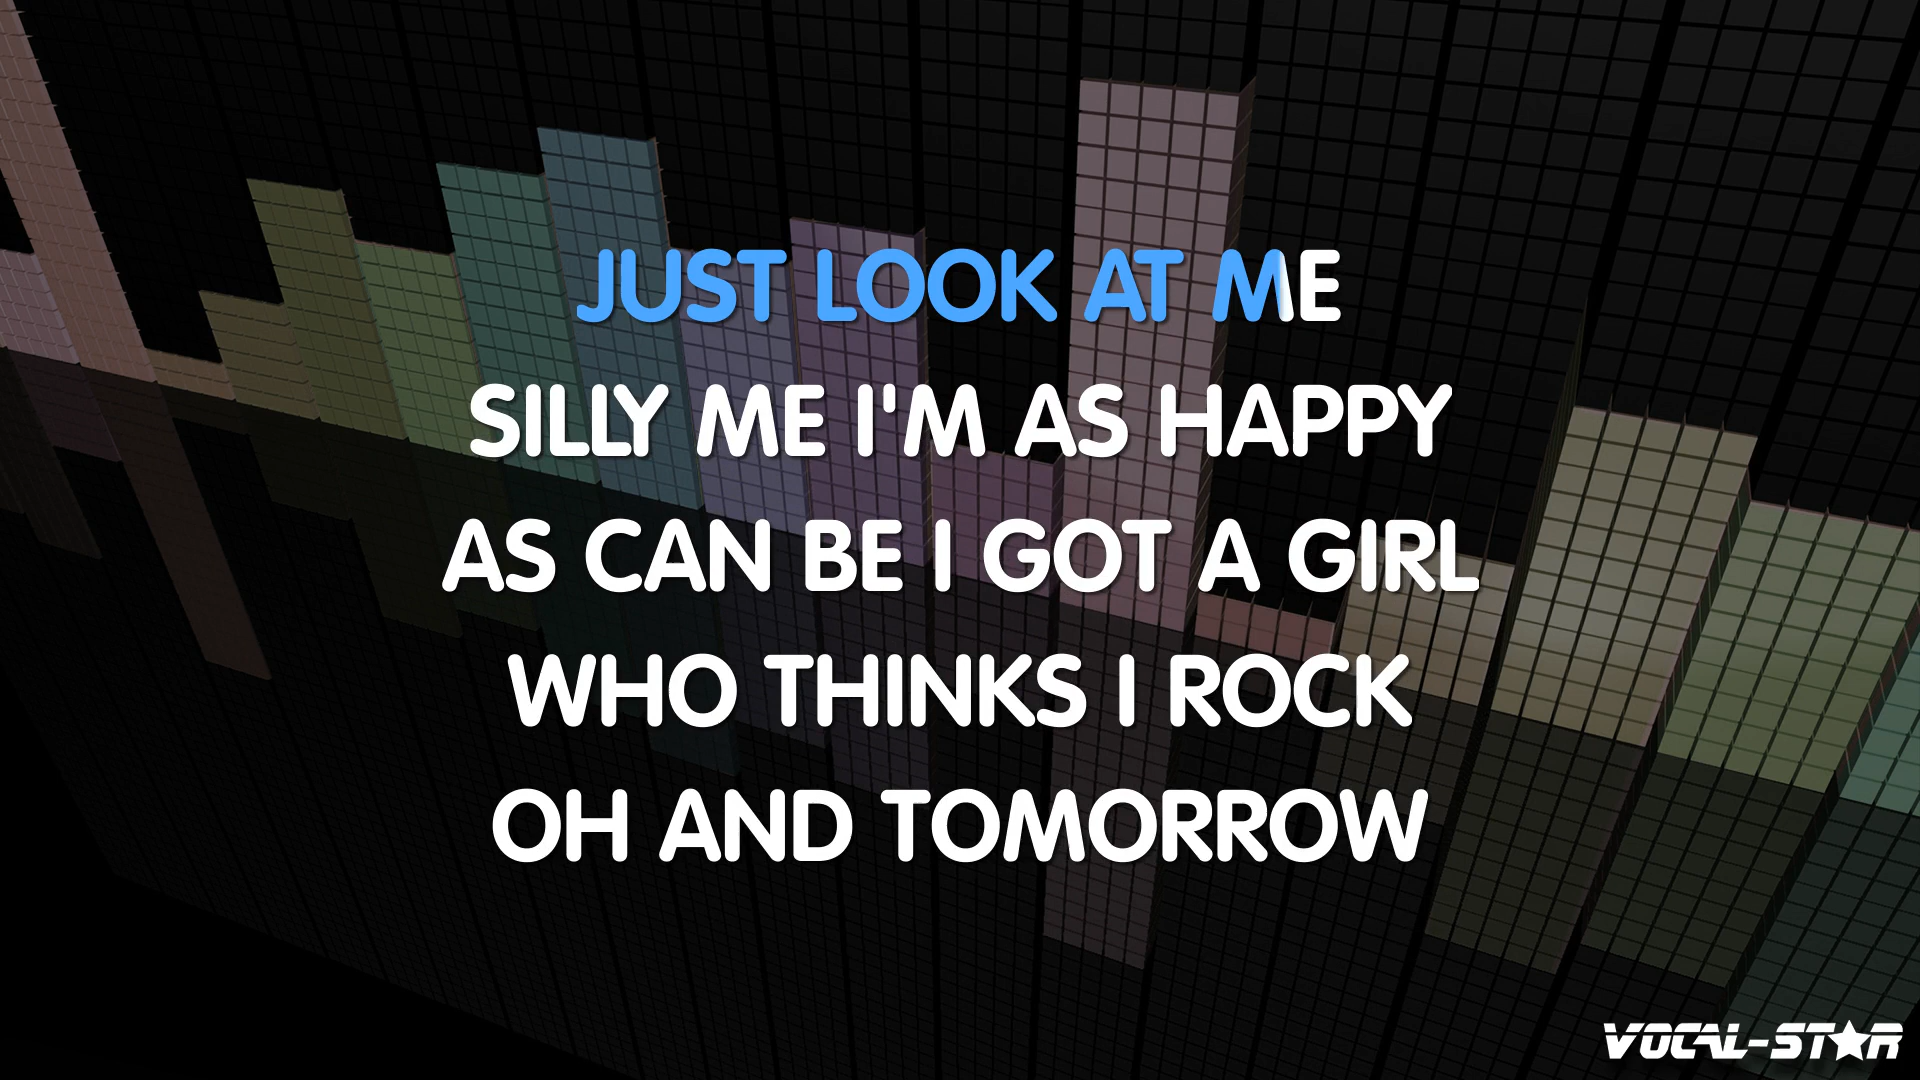 JUST LOOK AT ME
SILLY ME I'M AS HAPPY
AS CAN BE I GOT A GIRL
WHO THINKS I ROCK
OH AND TOMORROW
VOCAL-STAR